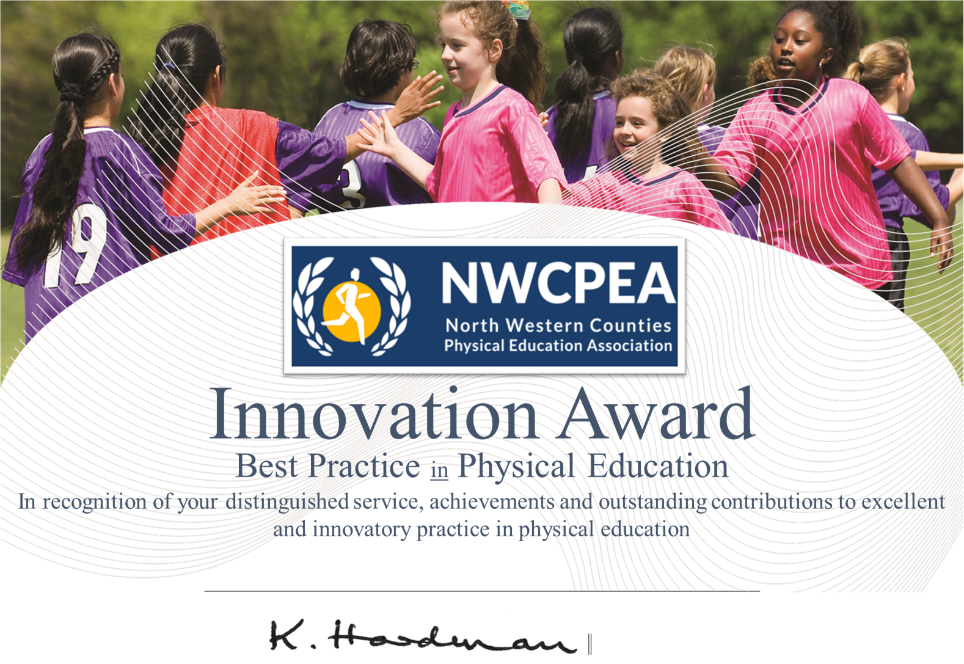 19
3
NWCPEA
North Western Counties
Physical Education Association
Innovation Award
Best Practice in Physical Education
In recognition of your distinguished service, achievements and outstanding contributions to excellent
and innovatory practice in physical education
K. Hardman